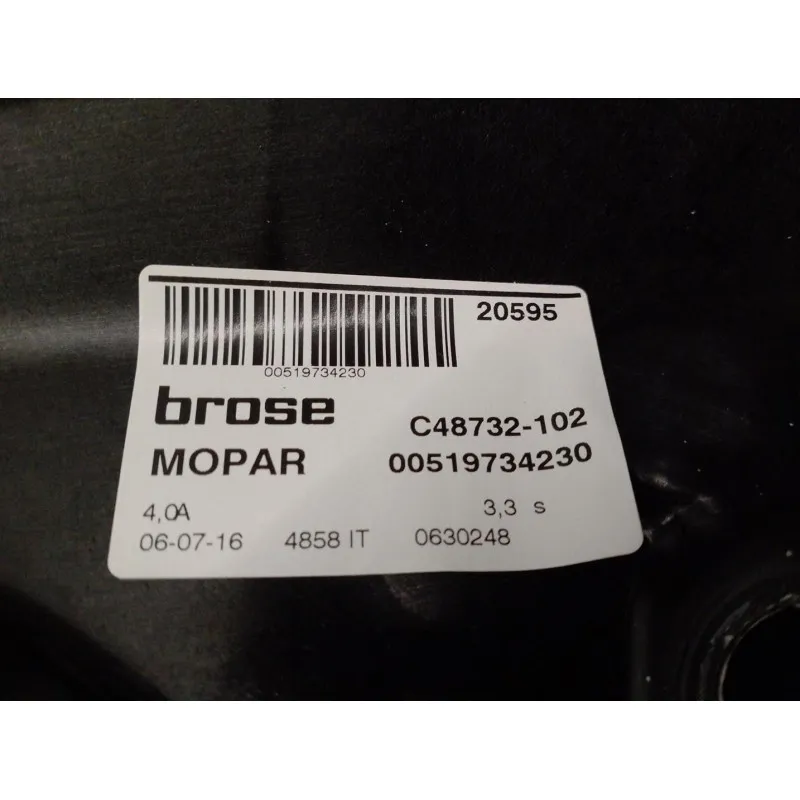 20595
00519734230
brose C48732-102
MOPAR 00519734230
4,0A 3,3 s
06-07-16 4858 IT 0630248